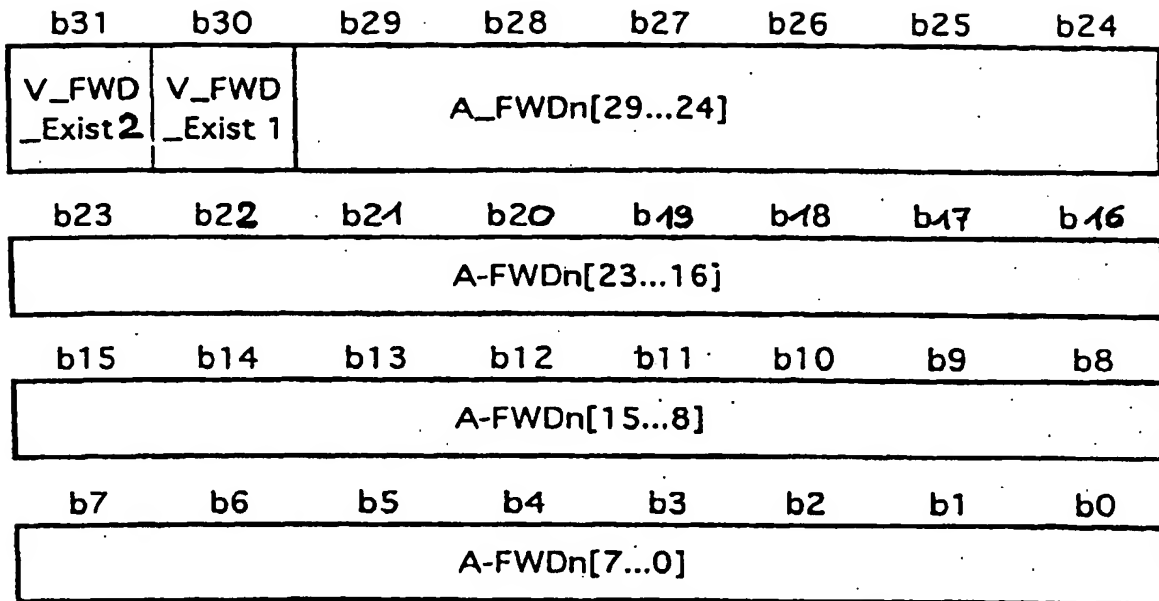 b31 b30 b29 b28 b27 b26 b25 b24
V_FWD V_FWD
_Exist 2 _Exist 1
A_FWDn[29...24]
b23 b22 b21 b20 b19 b18 b17 b16
A-FWDn[23...16]
b15 b14 b13 b12 b11 b10 b9 b8
A-FWDn[15...8]
b7 b6 b5 b4 b3 b2 b1 b0
A-FWDn[7...0]